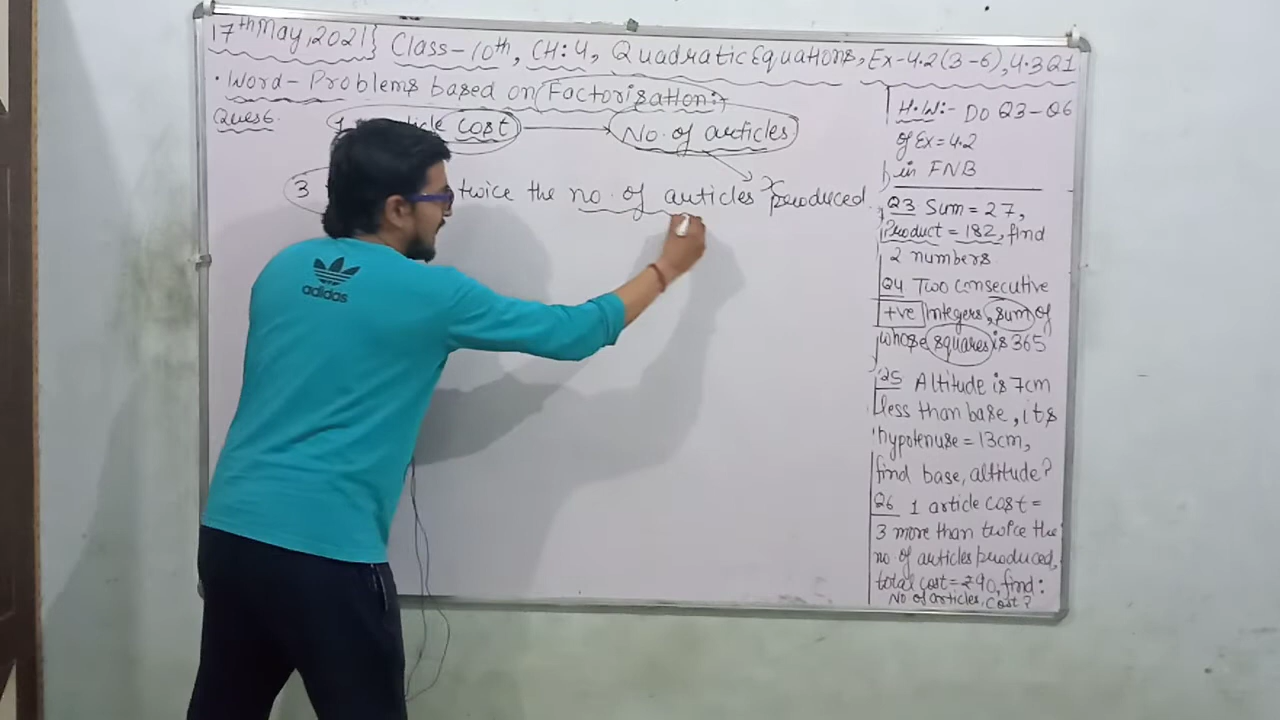 17th May, 2021} Class-10th, CH: 4, Quadratic Equations, Ex-4.2(3-6), 4.3Q1
• Word-Problems based on Factorisation:
Ques6. 1 cost → No. of articles
3 twice the no. of articles produced.
x
adidas
H.W:- Do Q3-Q6
of Ex=4.2
in FNB
Q3 Sum = 27,
Product = 182, find
2 numbers
Q4 Two consecutive
+ve Integers, sum of
whose squares is 365
Q5 Altitude is 7cm
less than base, its
hypotenuse = 13cm,
find base, altitude?
Q6 1 article cost =
3 more than twice the
no. of articles produced,
total cost = ₹90, find:
No of articles, cost?